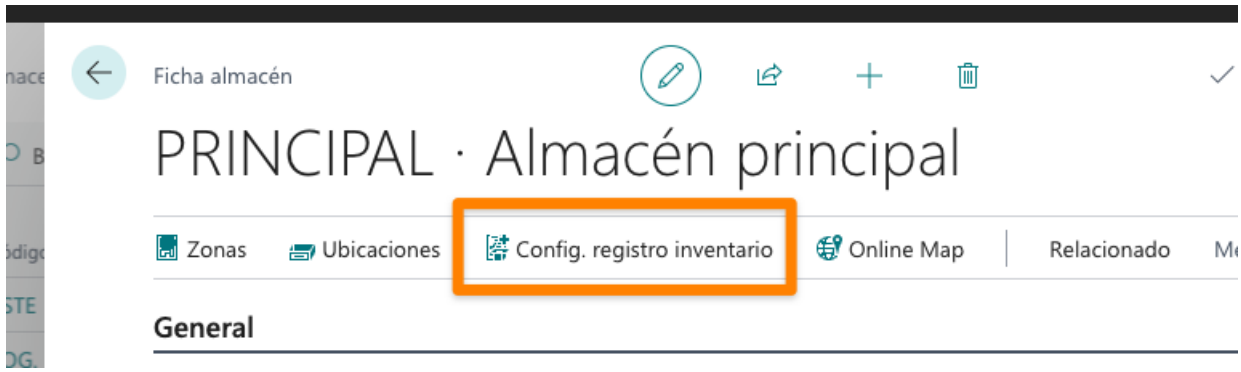 Ficha almacén
PRINCIPAL · Almacén principal
Zonas Ubicaciones Config. registro inventario Online Map Relacionado
General